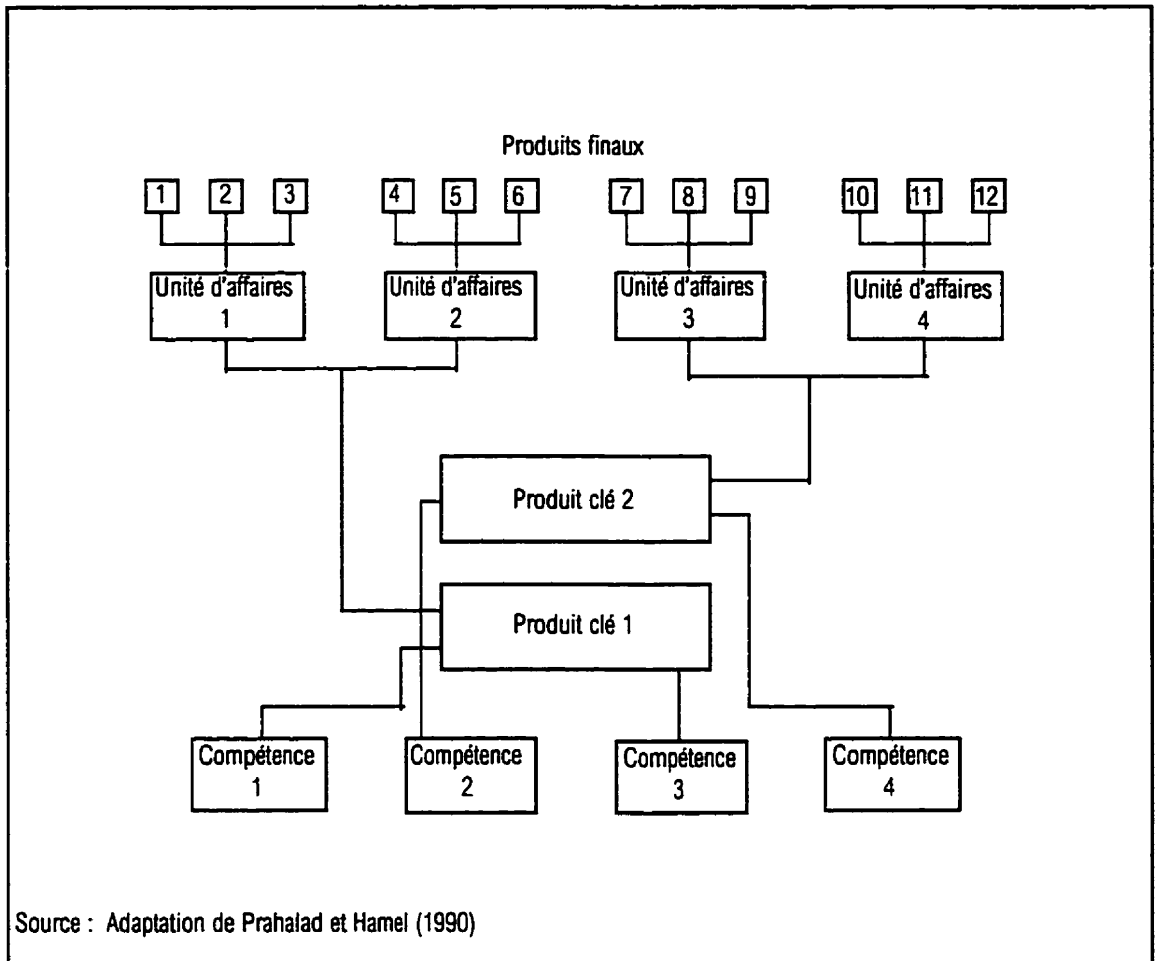 Produits finaux
1 2 3 4 5 6 7 8 9 10 11 12
Unité d'affaires
1
Unité d'affaires
2
Unité d'affaires
3
Unité d'affaires
4
Produit clé 2
Produit clé 1
Compétence
1
Compétence
2
Compétence
3
Compétence
4
Source : Adaptation de Prahalad et Hamel (1990)